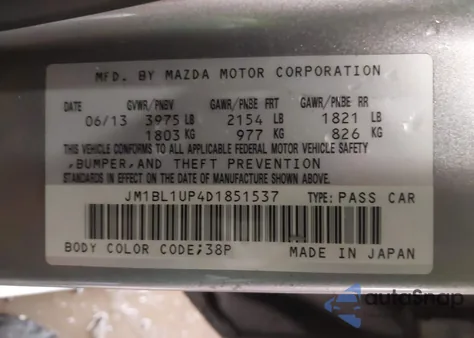 MFD. BY MAZDA MOTOR CORPORATION
DATE GVWR/PNBV GAWR/PNBE FRT GAWR/PNBE RR
06/13 3975 LB 2154 LB 1821 LB
1803 KG 977 KG 826 KG
THIS VEHICLE CONFORMS TO ALL APPLICABLE FEDERAL MOTOR VEHICLE SAFETY
,BUMPER,AND THEFT PREVENTION
STANDARDS IN EFFECT ON THE DATE OF MANUFACTURE SHOWN ABOVE.
JM1BL1UP4D1851537 TYPE: PASS CAR
BODY COLOR CODE;38P MADE IN JAPAN
autoSnap